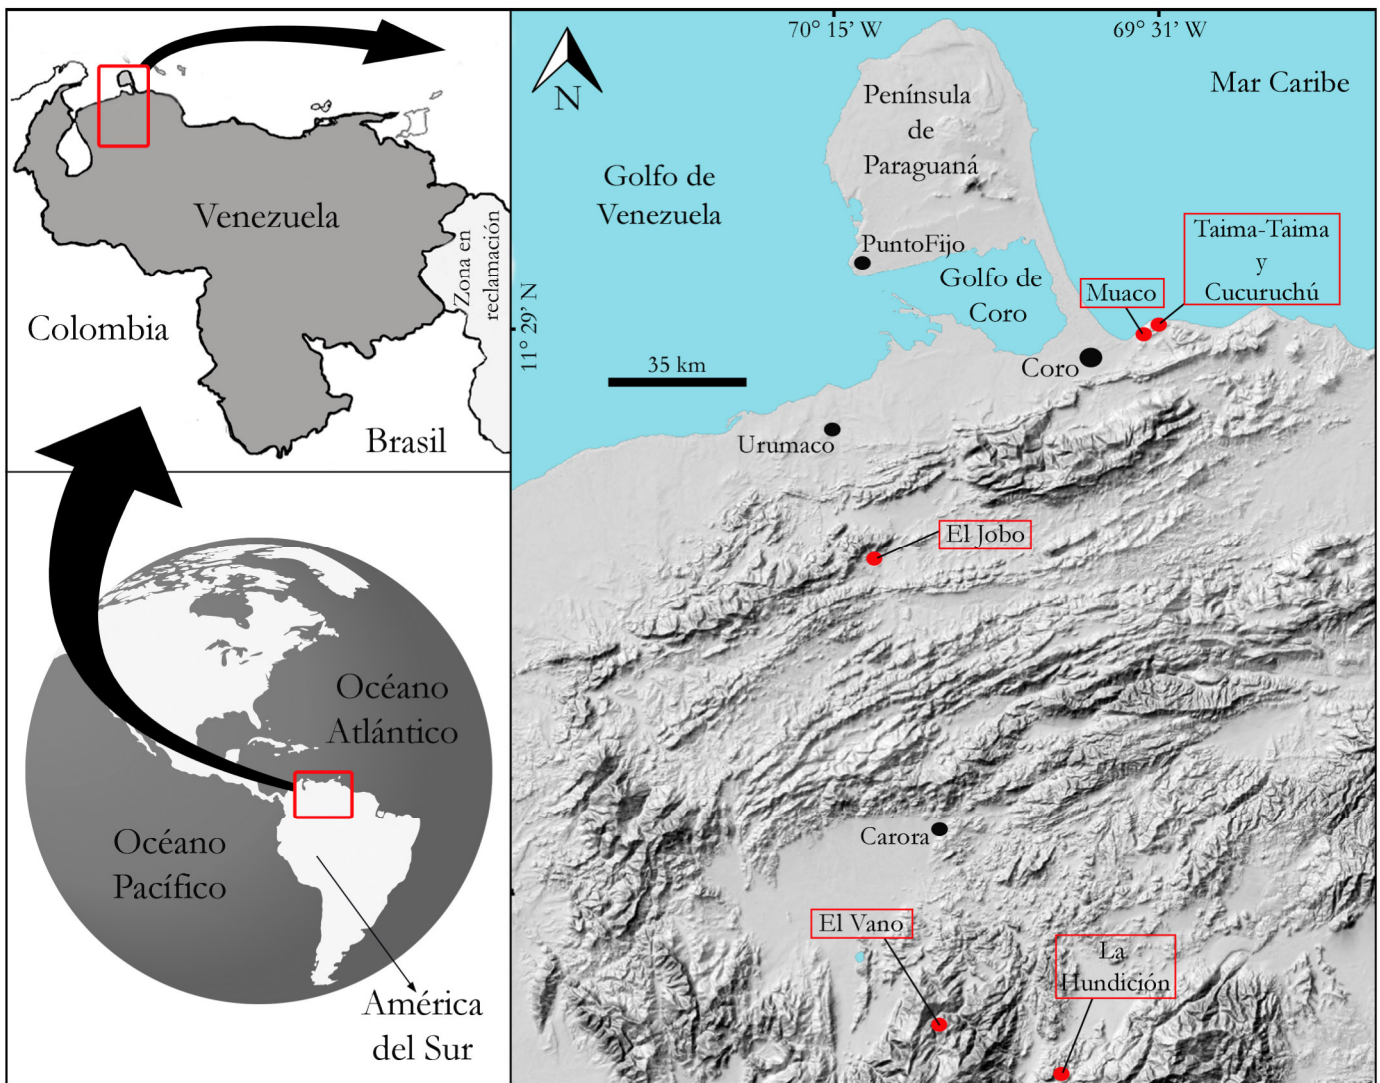 Venezuela
Zona en
reclamación
Colombia
Brasil
Océano
Atlántico
Océano
Pacífico
América
del Sur
70° 15’ W
69° 31’ W
N
Mar Caribe
Península
de
Paraguaná
Golfo de
Venezuela
Taima-Taima
y
Cucuruchú
PuntoFijo
Golfo de
Coro
Muaco
11° 29’ N
35 km
Coro
Urumaco
El Jobo
Carora
El Vano
La
Hundición